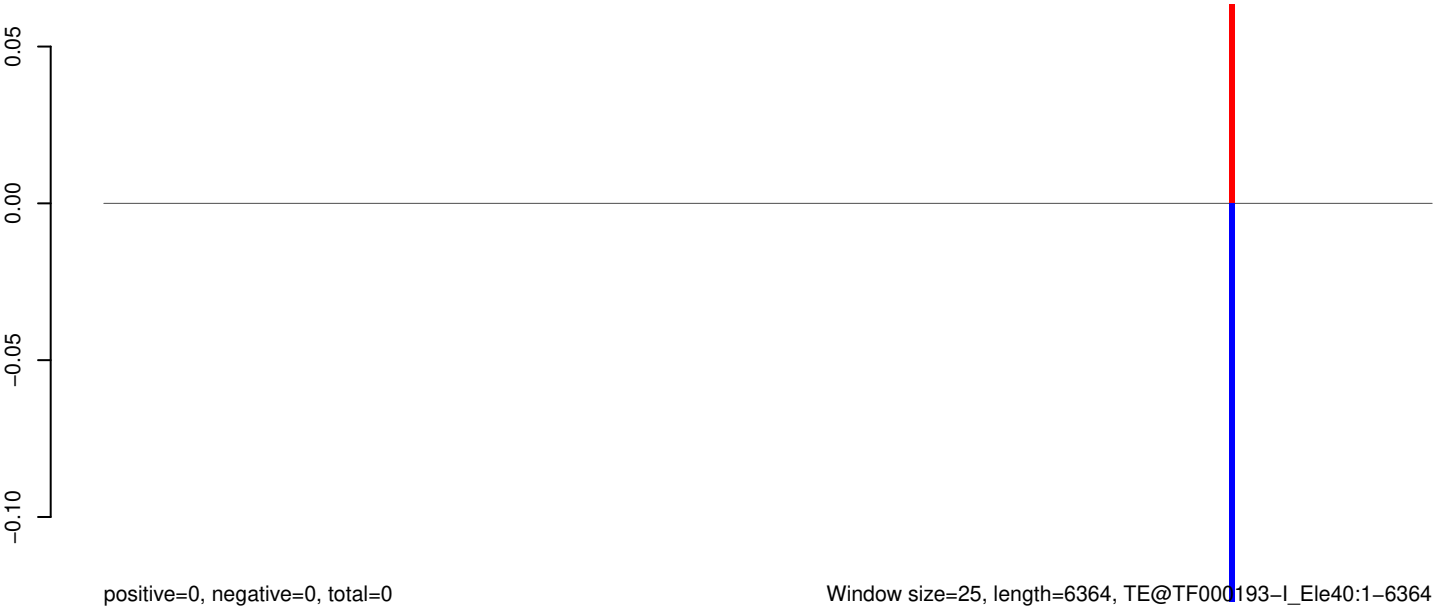 0.05
0.00
−0.05
−0.10
positive=0, negative=0, total=0
Window size=25, length=6364, TE@TF000193−I_Ele40:1−6364